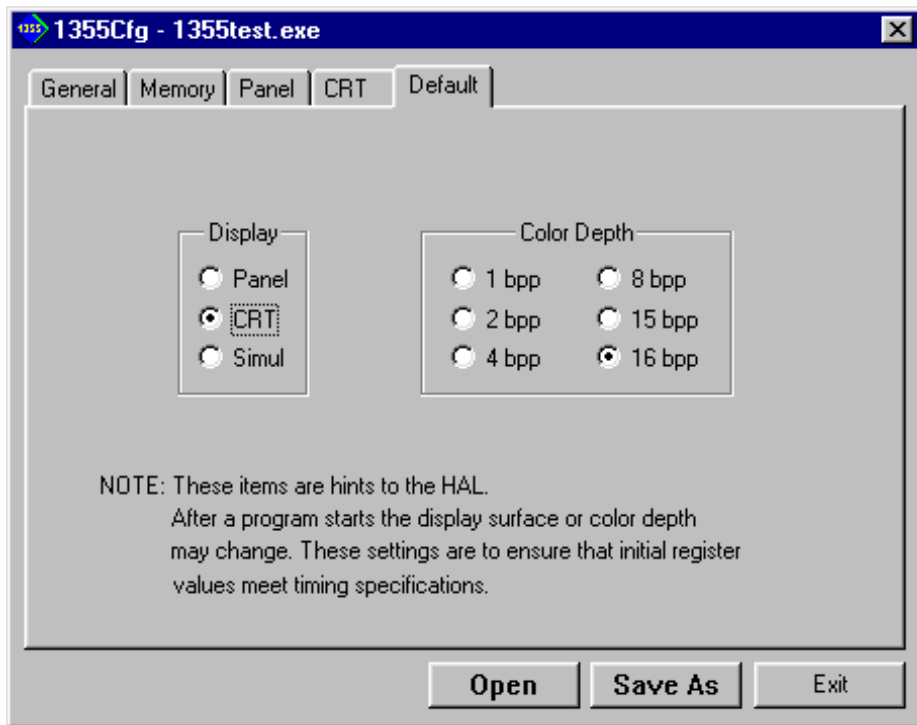 1355 1355Cfg - 1355test.exe
General Memory Panel CRT Default
Display
Panel
CRT
Simul
Color Depth
1 bpp 8 bpp
2 bpp 15 bpp
4 bpp 16 bpp
NOTE: These items are hints to the HAL.
After a program starts the display surface or color depth
may change. These settings are to ensure that initial register
values meet timing specifications.
Open Save As Exit